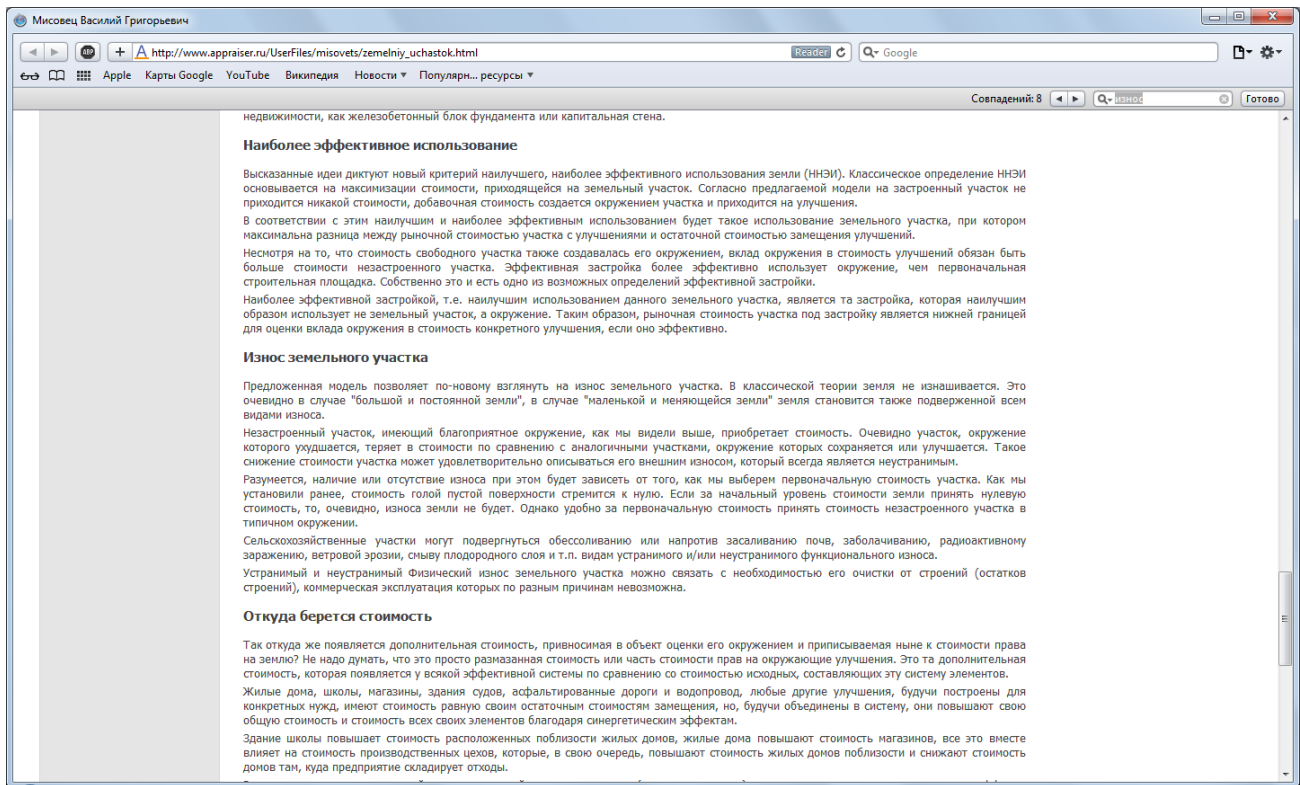 Мисовец Василий Григорьевич
ABP + A http://www.appraiser.ru/UserFiles/misovets/zemelniy_uchastok.html Reader Google
Apple Карты Google YouTube Википедия Новости Популярн... ресурсы
Совпадений: 8 износ Готово
недвижимости, как железобетонный блок фундамента или капитальная стена.
Наиболее эффективное использование
Высказанные идеи диктуют новый критерий наилучшего, наиболее эффективного использования земли (ННЭИ). Классическое определение ННЭИ
основывается на максимизации стоимости, приходящейся на земельный участок. Согласно предлагаемой модели на застроенный участок не
приходится никакой стоимости, добавочная стоимость создается окружением участка и приходится на улучшения.
В соответствии с этим наилучшим и наиболее эффективным использованием будет такое использование земельного участка, при котором
максимальна разница между рыночной стоимостью участка с улучшениями и остаточной стоимостью замещения улучшений.
Несмотря на то, что стоимость свободного участка также создавалась его окружением, вклад окружения в стоимость улучшений обязан быть
больше стоимости незастроенного участка. Эффективная застройка более эффективно использует окружение, чем первоначальная
строительная площадка. Собственно это и есть одно из возможных определений эффективной застройки.
Наиболее эффективной застройкой, т.е. наилучшим использованием данного земельного участка, является та застройка, которая наилучшим
образом использует не земельный участок, а окружение. Таким образом, рыночная стоимость участка под застройку является нижней границей
для оценки вклада окружения в стоимость конкретного улучшения, если оно эффективно.
Износ земельного участка
Предложенная модель позволяет по-новому взглянуть на износ земельного участка. В классической теории земля не изнашивается. Это
очевидно в случае "большой и постоянной земли", в случае "маленькой и меняющейся земли" земля становится также подверженной всем
видами износа.
Незастроенный участок, имеющий благоприятное окружение, как мы видели выше, приобретает стоимость. Очевидно участок, окружение
которого ухудшается, теряет в стоимости по сравнению с аналогичными участками, окружение которых сохраняется или улучшается. Такое
снижение стоимости участка может удовлетворительно описываться его внешним износом, который всегда является неустранимым.
Разумеется, наличие или отсутствие износа при этом будет зависеть от того, как мы выберем первоначальную стоимость участка. Как мы
установили ранее, стоимость голой пустой поверхности стремится к нулю. Если за начальный уровень стоимости земли принять нулевую
стоимость, то, очевидно, износа земли не будет. Однако удобно за первоначальную стоимость принять стоимость незастроенного участка в
типичном окружении.
Сельскохозяйственные участки могут подвергнуться обессоливанию или напротив засаливанию почв, заболачиванию, радиоактивному
заражению, ветровой эрозии, смыву плодородного слоя и т.п. видам устранимого и/или неустранимого функционального износа.
Устранимый и неустранимый Физический износ земельного участка можно связать с необходимостью его очистки от строений (остатков
строений), коммерческая эксплуатация которых по разным причинам невозможна.
Откуда берется стоимость
Так откуда же появляется дополнительная стоимость, привносимая в объект оценки его окружением и приписываемая ныне к стоимости права
на землю? Не надо думать, что это просто размазанная стоимость или часть стоимости прав на окружающие улучшения. Это та дополнительная
стоимость, которая появляется у всякой эффективной системы по сравнению со стоимостью исходных, составляющих эту систему элементов.
Жилые дома, школы, магазины, здания судов, асфальтированные дороги и водопровод, любые другие улучшения, будучи построены для
конкретных нужд, имеют стоимость равную своим остаточным стоимостям замещения, но, будучи объединены в систему, они повышают свою
общую стоимость и стоимость всех своих элементов благодаря синергетическим эффектам.
Здание школы повышает стоимость расположенных поблизости жилых домов, жилые дома повышают стоимость магазинов, все это вместе
влияет на стоимость производственных цехов, которые, в свою очередь, повышают стоимость жилых домов поблизости и снижают стоимость
домов там, куда предприятие складирует отходы.